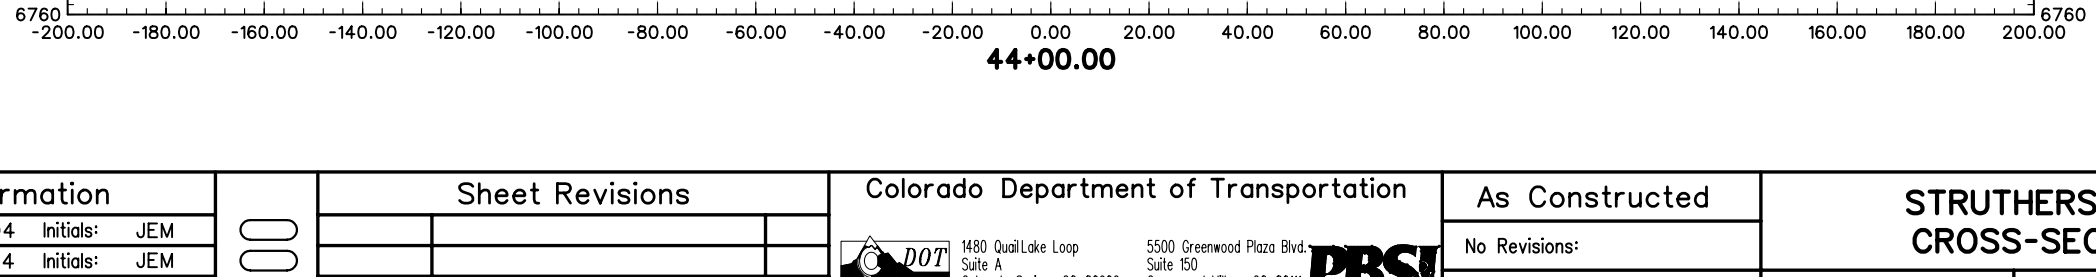 6760 6760
-200.00 -180.00 -160.00 -140.00 -120.00 -100.00 -80.00 -60.00 -40.00 -20.00 0.00 20.00 40.00 60.00 80.00 100.00 120.00 140.00 160.00 180.00 200.00
44+00.00
rmation Sheet Revisions Colorado Department of Transportation As Constructed STRUTHERS
4 Initials: JEM
CROSS-SEC
No Revisions:
DOT 1480 Quail Lake Loop 5500 Greenwood Plaza Blvd.
4 Initials: JEM Suite A Suite 150